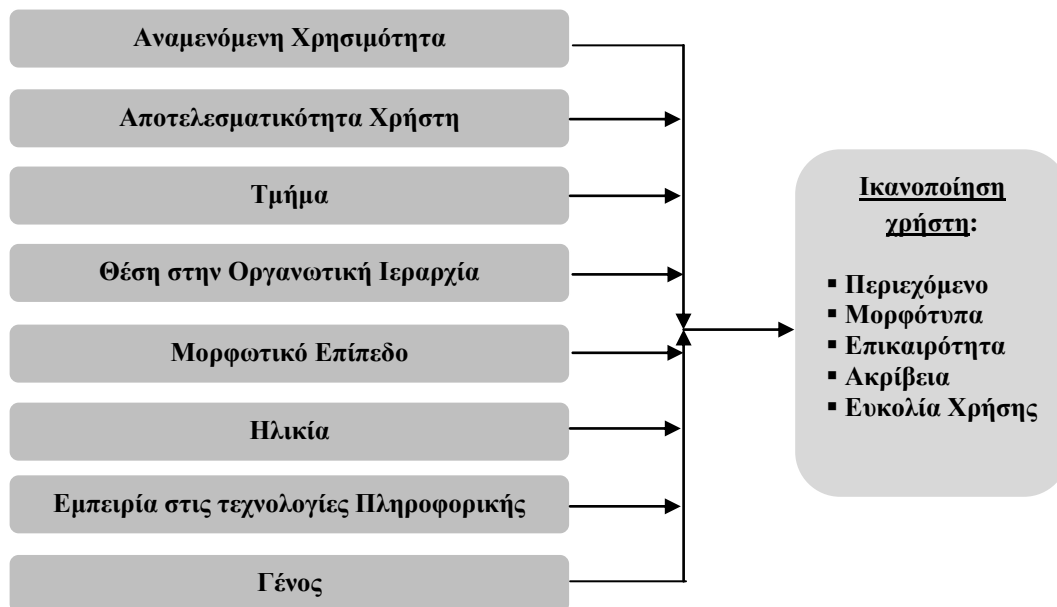 Αναμενόμενη Χρησιμότητα
Αποτελεσματικότητα Χρήστη
Τμήμα
Θέση στην Οργανωτική Ιεραρχία
Μορφωτικό Επίπεδο
Ηλικία
Εμπειρία στις τεχνολογίες Πληροφορικής
Γένος
Ικανοποίηση
χρήστη:
▪ Περιεχόμενο
▪ Μορφότυπα
▪ Επικαιρότητα
▪ Ακρίβεια
▪ Ευκολία Χρήσης